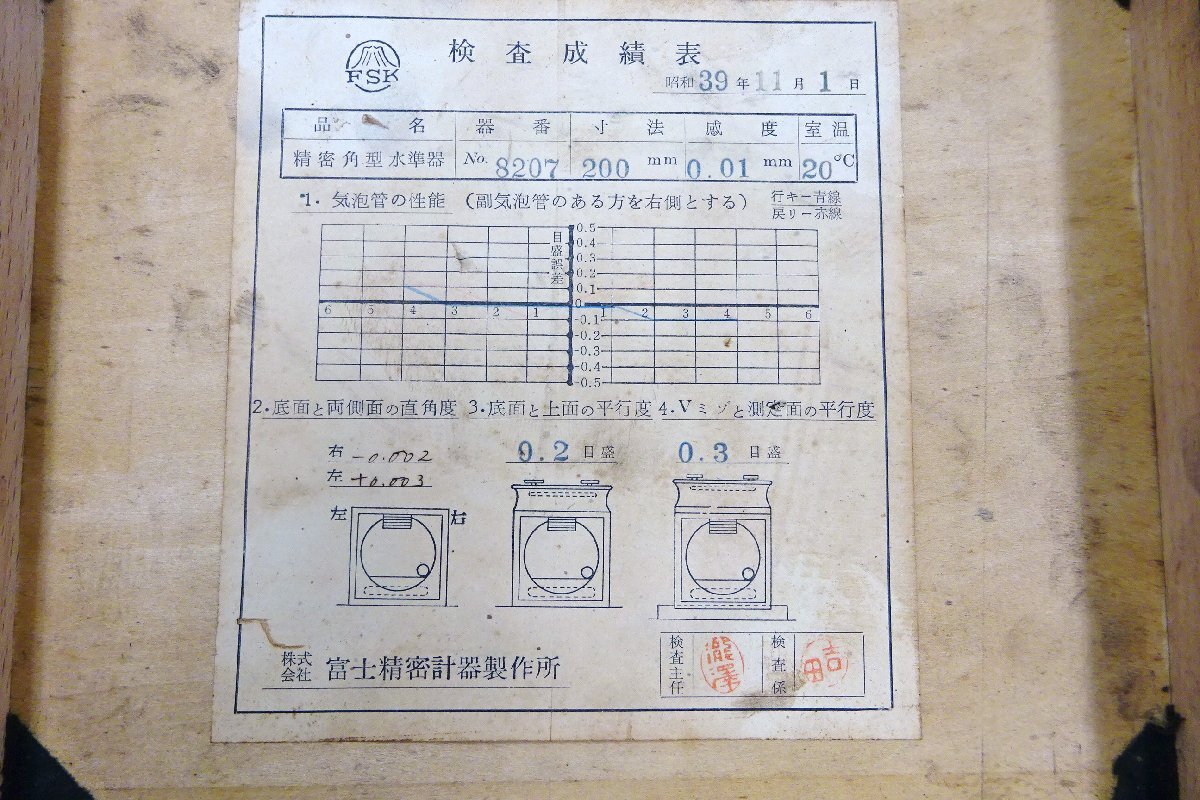 FSK
検査成績表
昭和39年11月1日
品名 器番 寸法 感度 室温
精密角型水準器 No. 8207 200 mm 0.01 mm 20°C
1. 気泡管の性能 (副気泡管のある方を右側とする) 行キー青線
戻リー赤線
目盛誤差
0.5
0.4
0.3
0.2
0.1
0
6 5 4 3 2 1 1 2 3 4 5 6
-0.1
-0.2
-0.3
-0.4
-0.5
2. 底面と両側面の直角度 3. 底面と上面の平行度 4. Vミゾと測定面の平行度
右 -0.002 0.2 目盛 0.3 目盛
左 +0.003
左 右
株式会社 富士精密計器製作所
検査主任 瀧澤 検査係 吉田